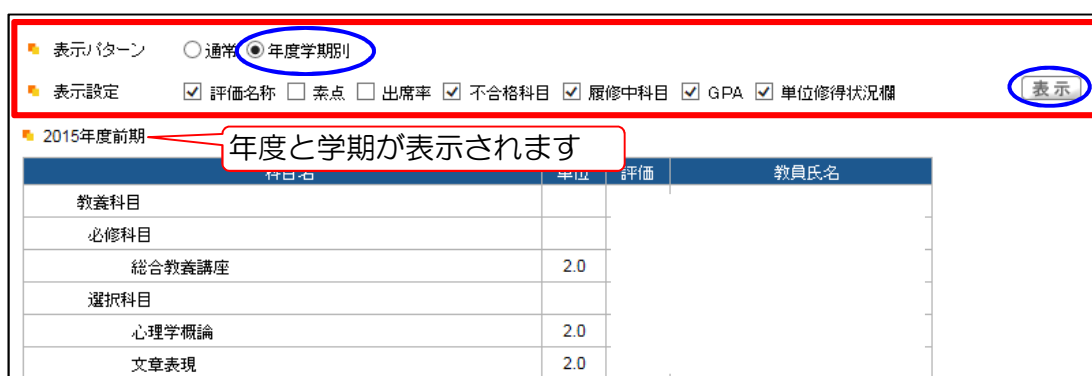 表示パターン 通常 年度学期別
表示設定 評価名称 素点 出席率 不合格科目 履修中科目 GPA 単位修得状況欄 表示
2015年度前期
年度と学期が表示されます
科目名 単位 評価 教員氏名
教養科目
必修科目
総合教養講座 2.0
選択科目
心理学概論 2.0
文章表現 2.0